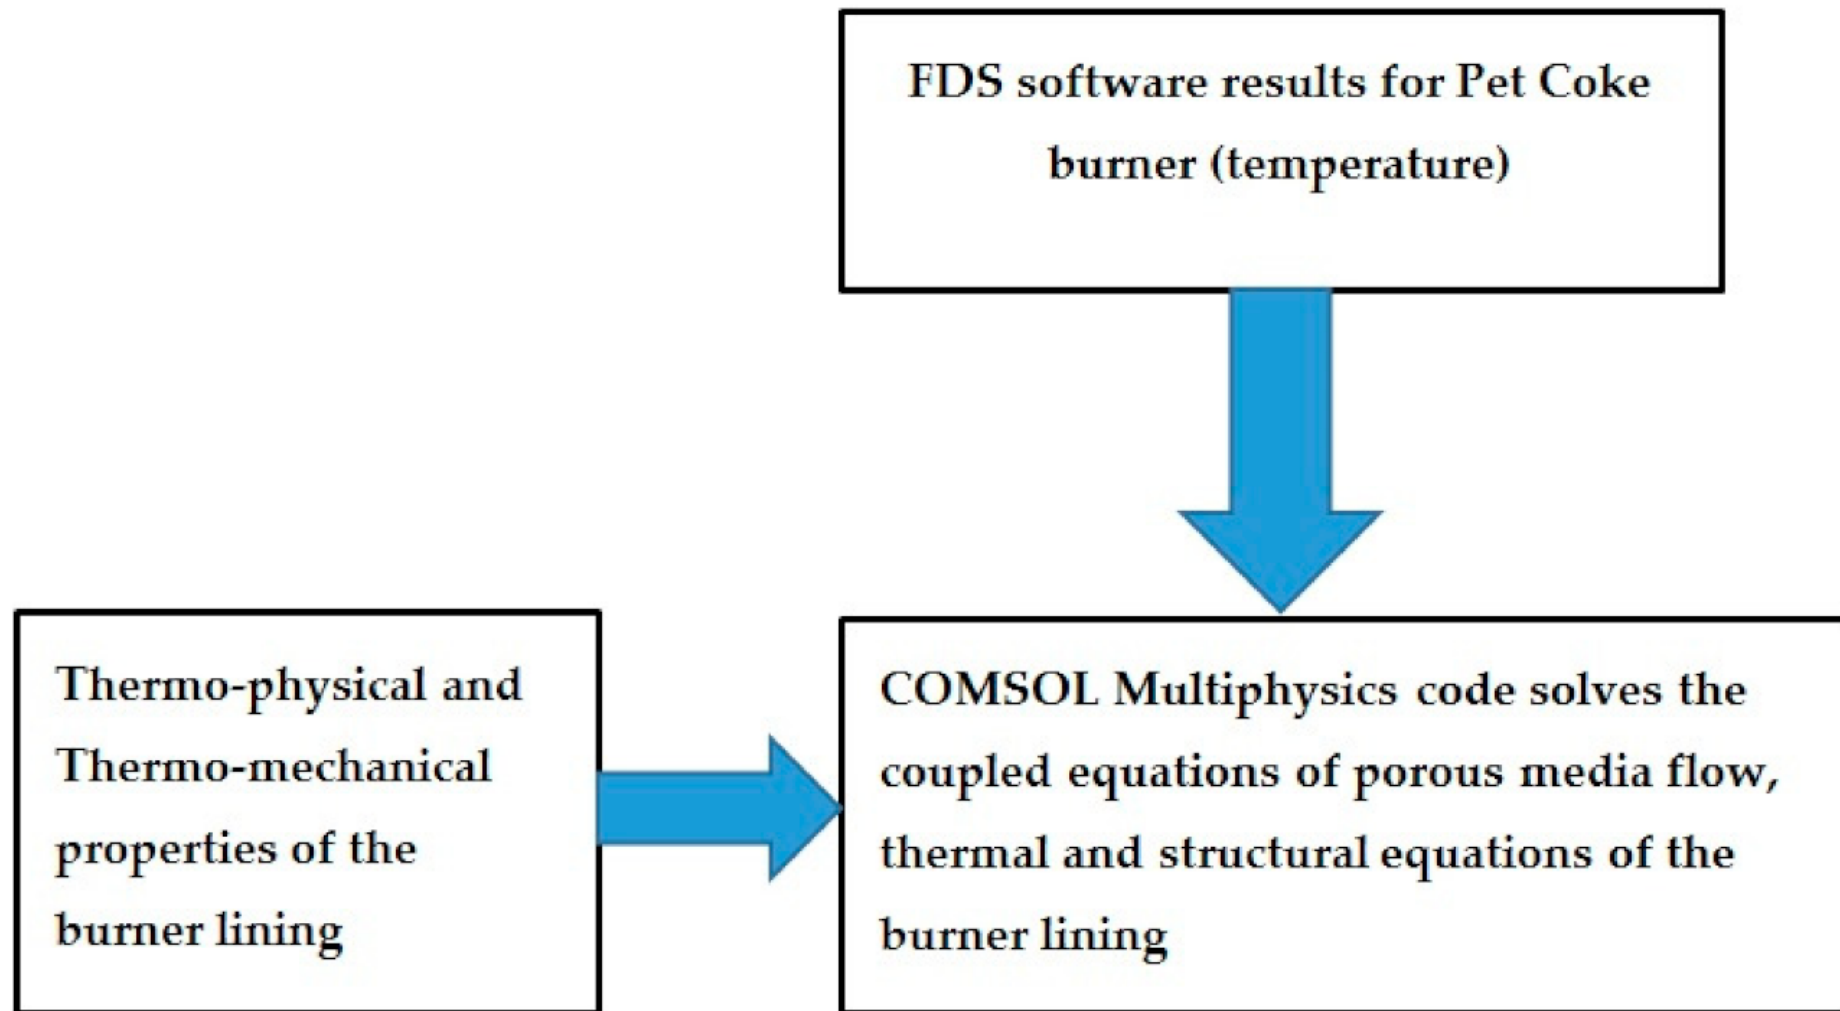 FDS software results for Pet Coke
burner (temperature)
Thermo-physical and
Thermo-mechanical
properties of the
burner lining
COMSOL Multiphysics code solves the
coupled equations of porous media flow,
thermal and structural equations of the
burner lining